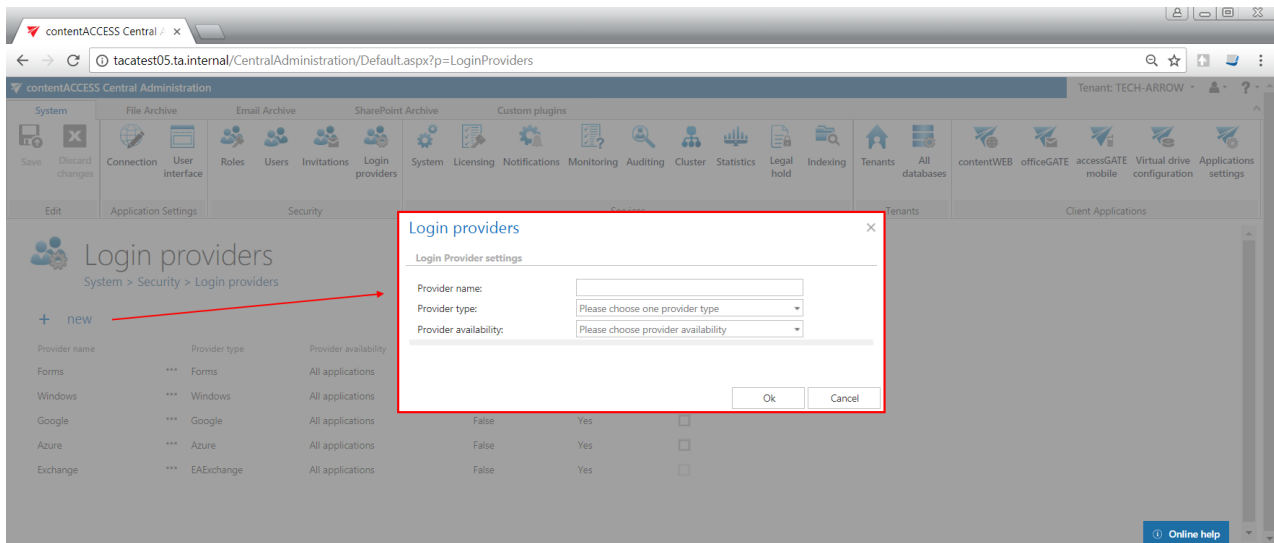 contentACCESS Central A
tacatest05.ta.internal/CentralAdministration/Default.aspx?p=LoginProviders
contentACCESS Central Administration
Tenant: TECH-ARROW
?
System File Archive Email Archive SharePoint Archive Custom plugins
Save Discard changes Connection User interface Roles Users Invitations Login providers System Licensing Notifications Monitoring Auditing Cluster Statistics Legal hold Indexing Tenants All databases contentWEB officeGATE accessGATE mobile Virtual drive configuration Applications settings
Edit Application Settings Security Services Tenants Client Applications
Login providers
System > Security > Login providers
+ new
Provider name Provider type Provider availability
Forms *** Forms All applications
Windows *** Windows All applications
Google *** Google All applications False Yes
Azure *** Azure All applications False Yes
Exchange *** EAExchange All applications False Yes
Login providers
Login Provider settings
Provider name:
Provider type: Please choose one provider type
Provider availability: Please choose provider availability
Ok Cancel
Online help